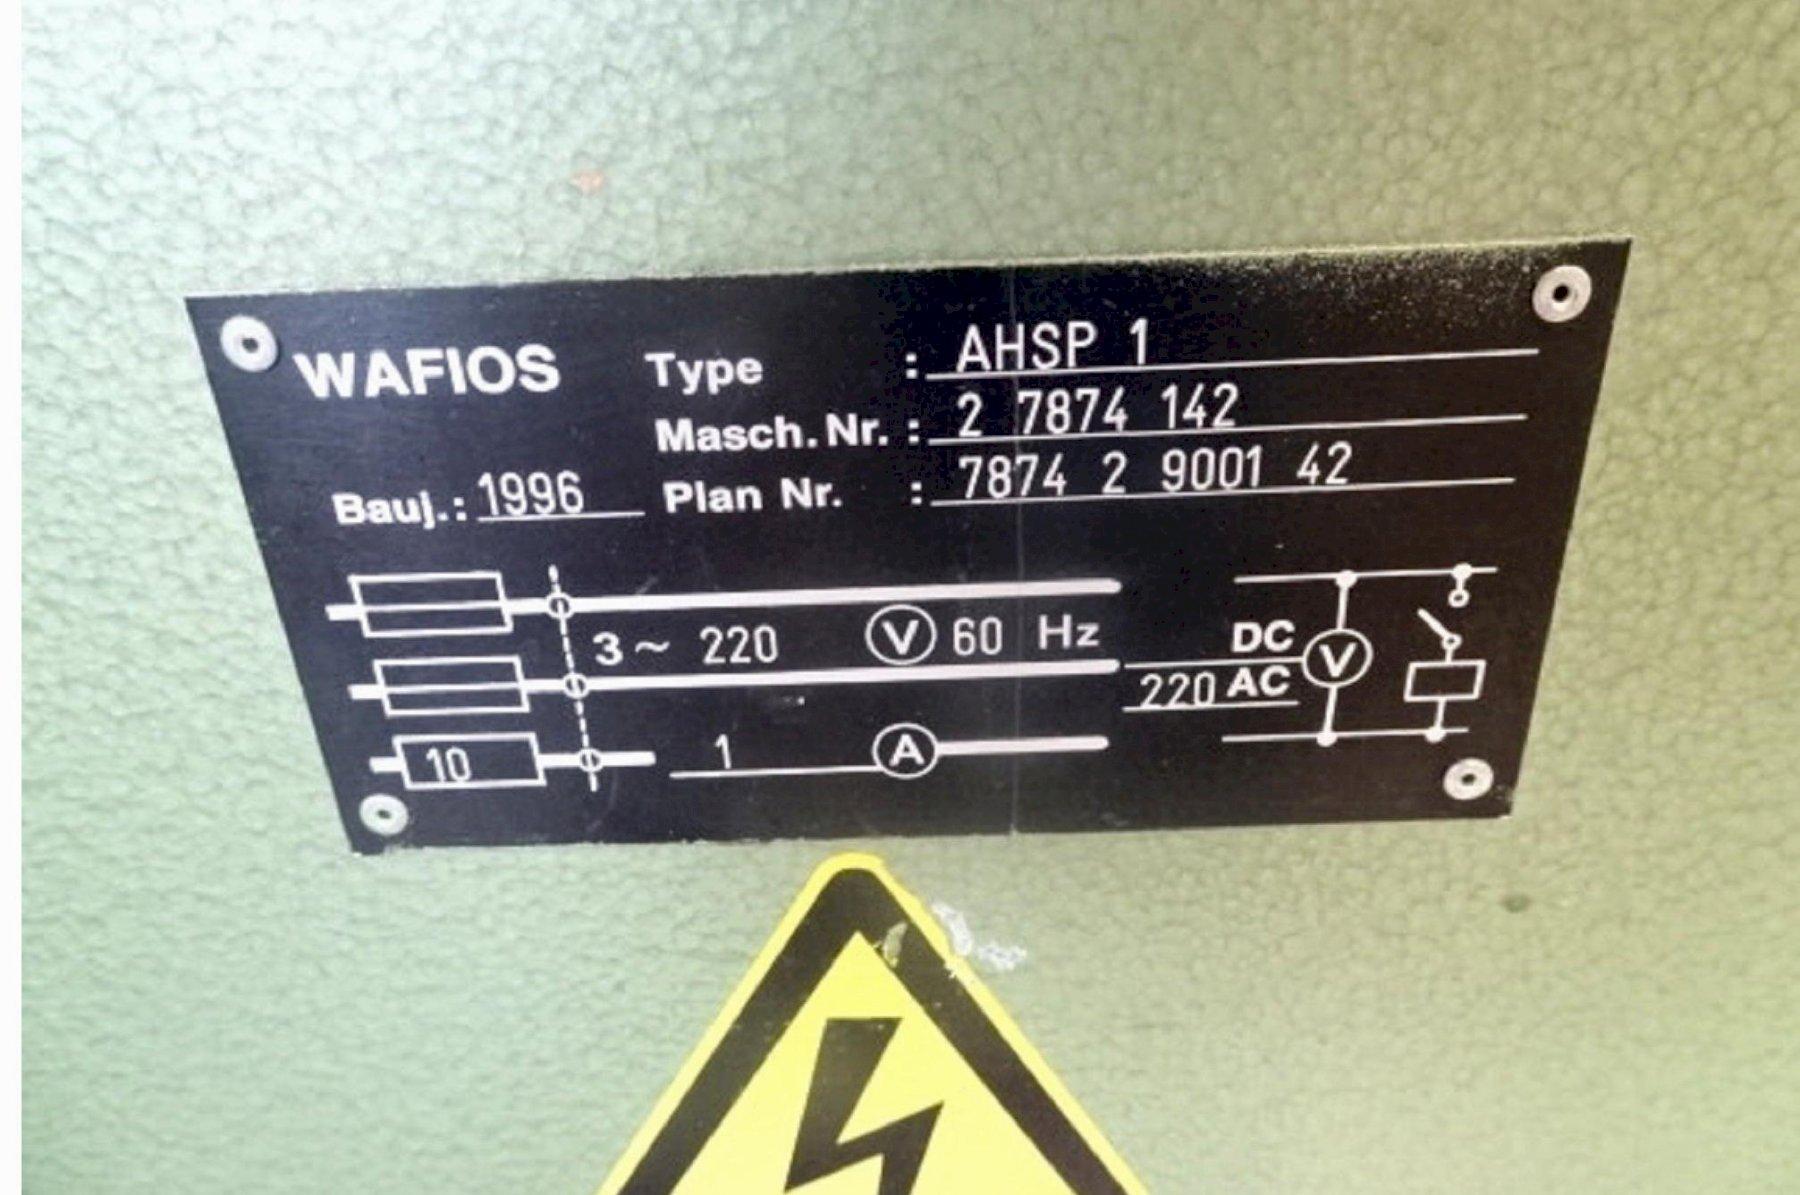 WAFIOS Type : AHSP 1
Masch. Nr. : 2 7874 142
Bauj.: 1996 Plan Nr. : 7874 2 9001 42
3 ~ 220 V 60 Hz
DC V
220 AC
10 1 A